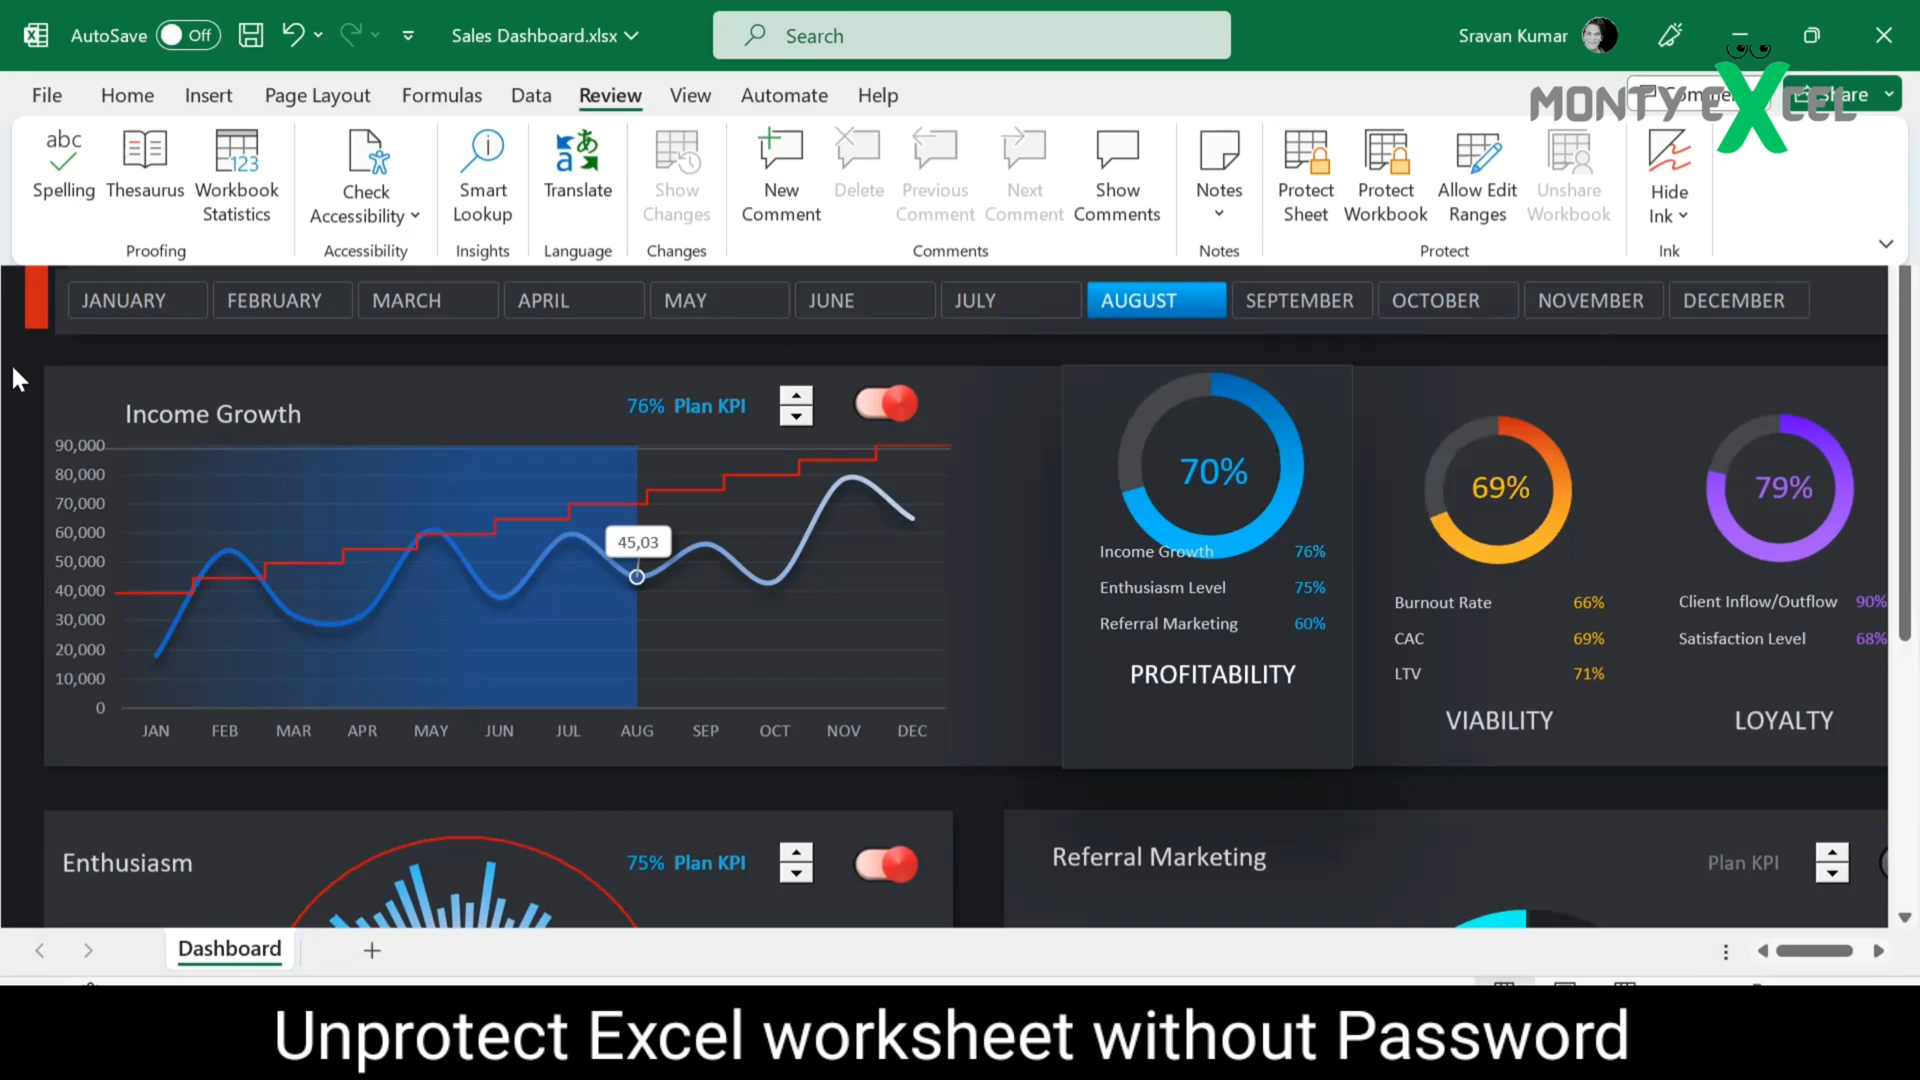 AutoSave Off Sales Dashboard.xlsx Search Sravan Kumar
File Home Insert Page Layout Formulas Data Review View Automate Help Share
MONTY EXCEL
abc
Spelling Thesaurus Workbook Statistics
Check Accessibility
Smart Lookup
Translate
Show Changes
New Comment Delete Previous Comment Next Comment Show Comments
Notes
Protect Sheet Protect Workbook Allow Edit Ranges Unshare Workbook
Hide Ink
Proofing Accessibility Insights Language Changes Comments Notes Protect Ink
JANUARY FEBRUARY MARCH APRIL MAY JUNE JULY AUGUST SEPTEMBER OCTOBER NOVEMBER DECEMBER
Income Growth 76% Plan KPI
90,000
80,000
70,000
60,000
50,000
40,000
30,000
20,000
10,000
0
45,03
JAN FEB MAR APR MAY JUN JUL AUG SEP OCT NOV DEC
70%
Income Growth 76%
Enthusiasm Level 75%
Referral Marketing 60%
PROFITABILITY
69%
Burnout Rate 66%
CAC 69%
LTV 71%
VIABILITY
79%
Client Inflow/Outflow 90%
Satisfaction Level 68%
LOYALTY
Enthusiasm 75% Plan KPI
Referral Marketing Plan KPI
Dashboard
Unprotect Excel worksheet without Password